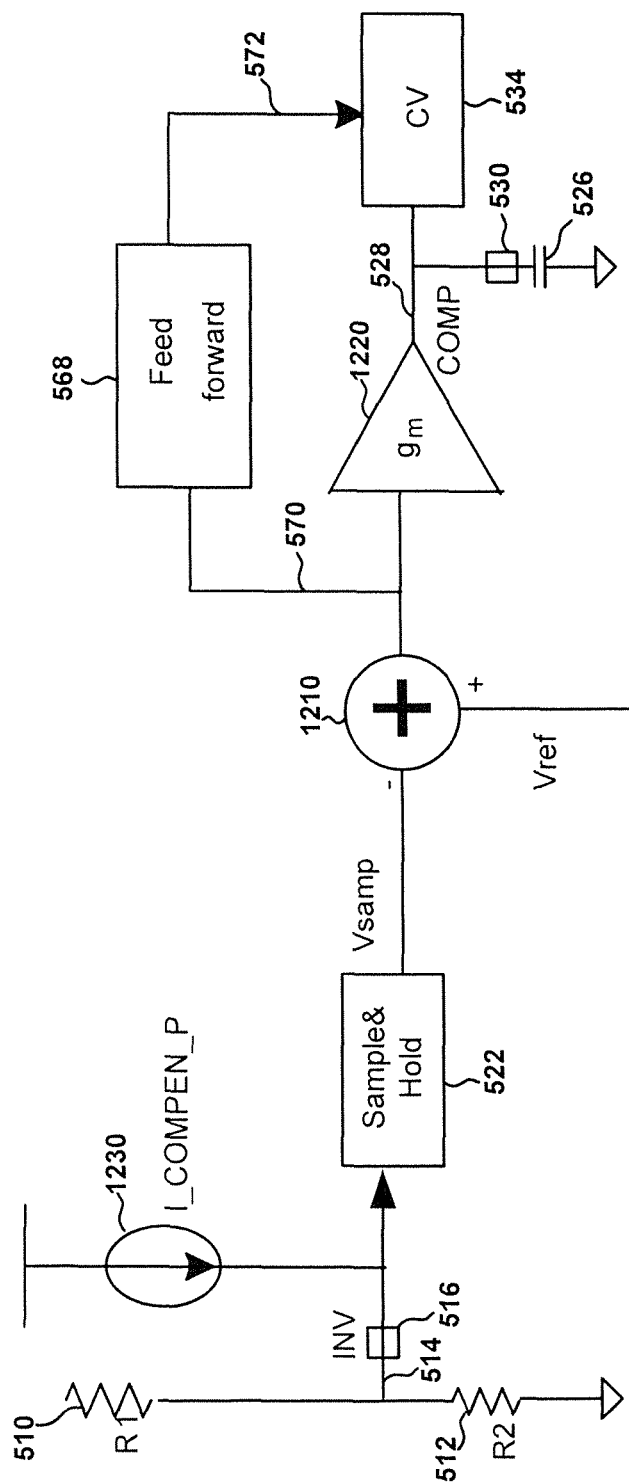 510
R1
512
R2
514
INV
516
1230
I_COMPEN_P
Sample&
Hold
522
Vsamp
-
1210
+
+
Vref
570
568
Feed
forward
572
1220
gm
528
COMP
CV
534
530
526